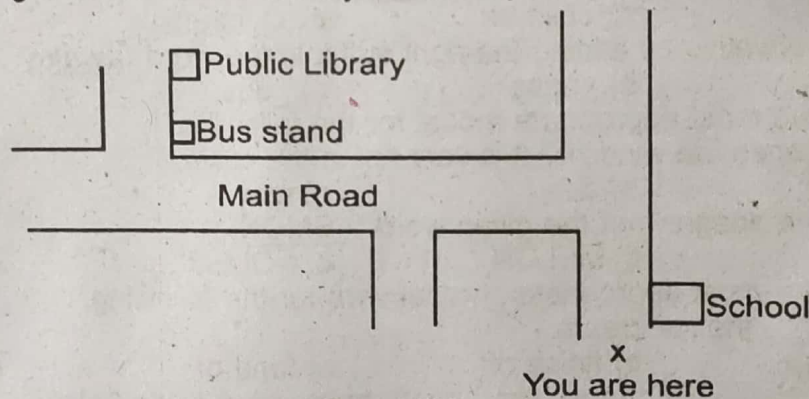 Public Library
Bus stand
Main Road
School
x
You are here